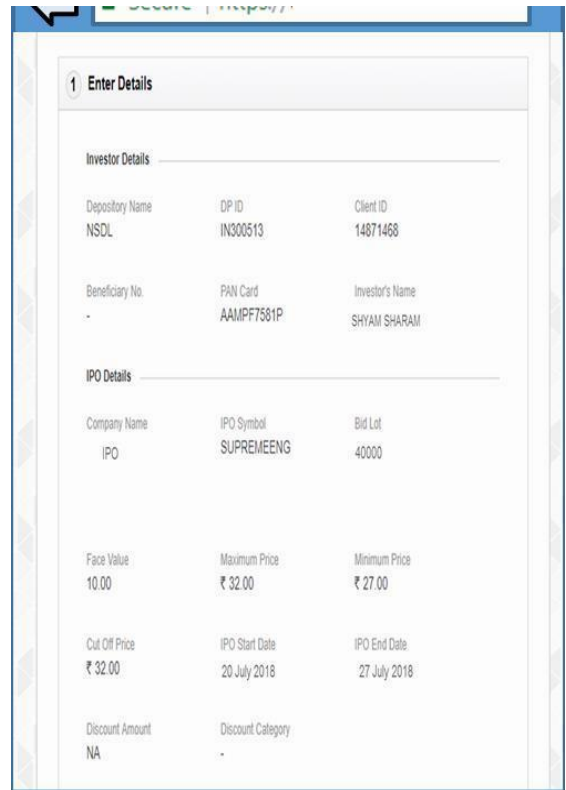 Secure | https://
1 Enter Details
Investor Details
Depository Name DP ID Client ID
NSDL IN300513 14871468
Beneficiary No. PAN Card Investor's Name
- AAMPF7581P SHYAM SHARAM
IPO Details
Company Name IPO Symbol Bid Lot
IPO SUPREMEENG 40000
Face Value Maximum Price Minimum Price
10.00 ₹ 32.00 ₹ 27.00
Cut Off Price IPO Start Date IPO End Date
₹ 32.00 20 July 2018 27 July 2018
Discount Amount Discount Category
NA -